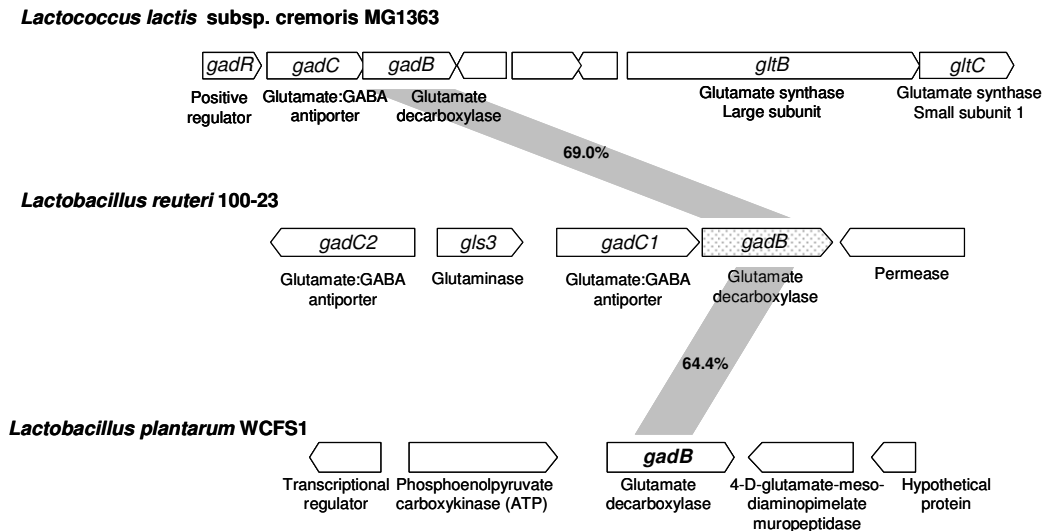 Lactococcus lactis subsp. cremoris MG1363
gadR gadC gadB gltB gltC
Positive regulator
Glutamate:GABA antiporter
Glutamate decarboxylase
Glutamate synthase Large subunit
Glutamate synthase Small subunit 1
69.0%
Lactobacillus reuteri 100-23
gadC2 gls3 gadC1 gadB
Glutamate:GABA antiporter
Glutaminase
Glutamate:GABA antiporter
Glutamate decarboxylase
Permease
64.4%
Lactobacillus plantarum WCFS1
gadB
Transcriptional regulator
Phosphoenolpyruvate carboxykinase (ATP)
Glutamate decarboxylase
4-D-glutamate-meso-diaminopimelate muropeptidase
Hypothetical protein